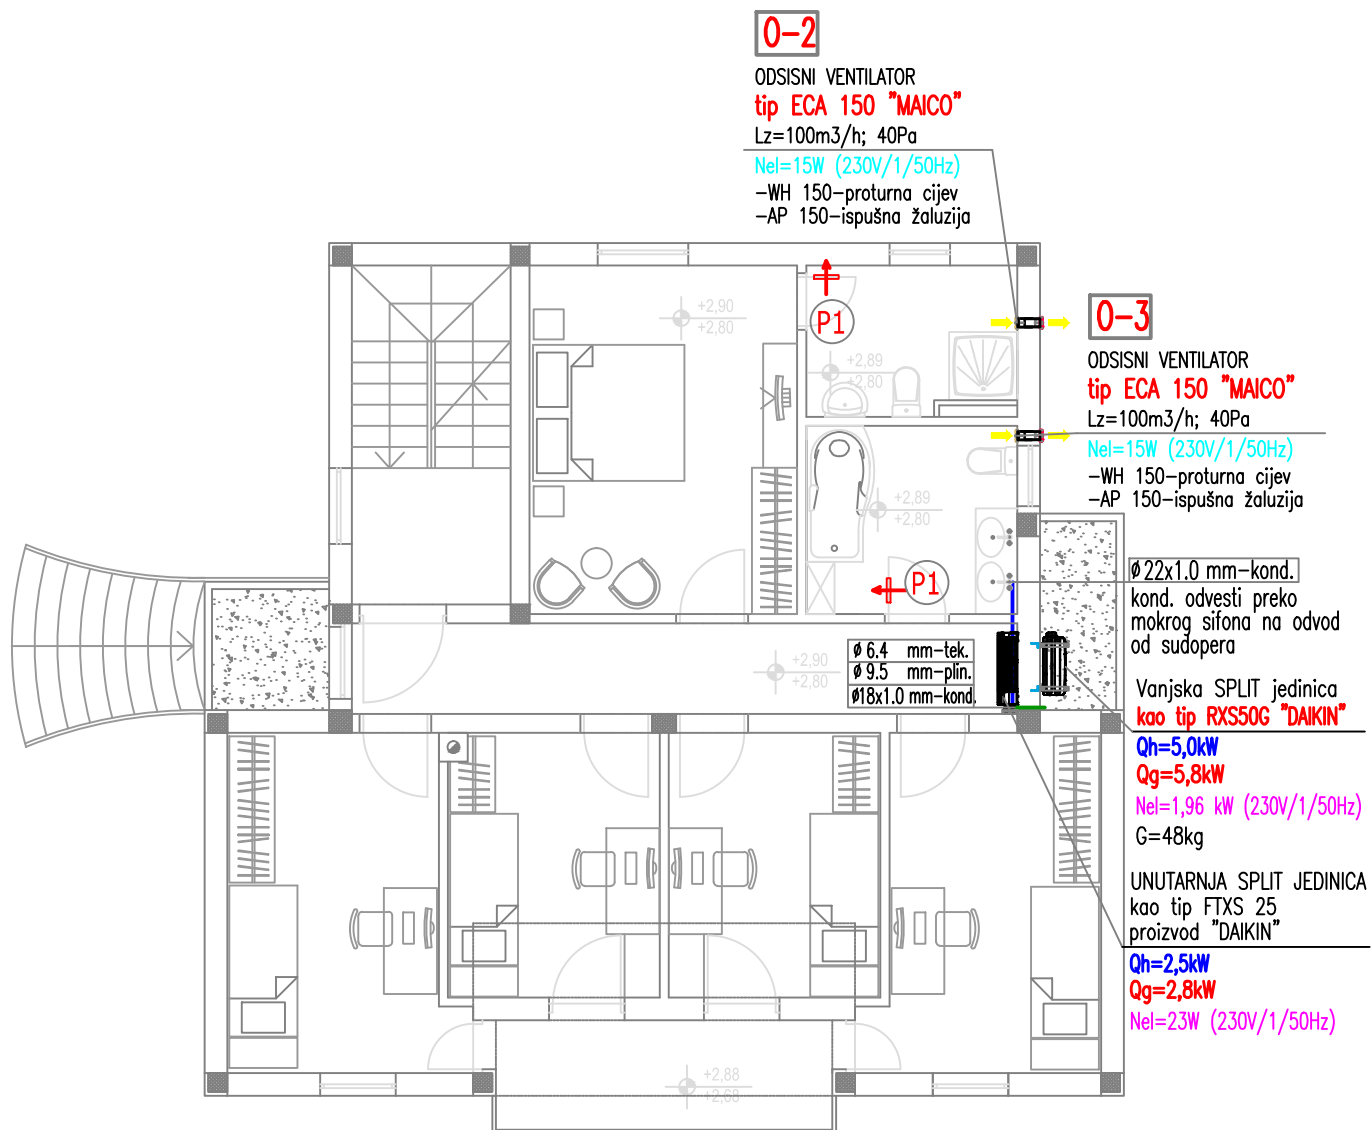 O-2
ODSISNI VENTILATOR
tip ECA 150 "MAICO"
Lz=100m3/h; 40Pa
Nel=15W (230V/1/50Hz)
-WH 150-proturna cijev
-AP 150-ispušna žaluzija
O-3
ODSISNI VENTILATOR
tip ECA 150 "MAICO"
Lz=100m3/h; 40Pa
Nel=15W (230V/1/50Hz)
-WH 150-proturna cijev
-AP 150-ispušna žaluzija
+2,90
+2,80
P1
+2,89
+2,80
+2,89
+2,80
P1
ø22x1.0 mm-kond.
kond. odvesti preko
mokrog sifona na odvod
od sudopera
ø6.4 mm-tek.
ø9.5 mm-plin.
ø18x1.0 mm-kond.
+2,90
+2,80
Vanjska SPLIT jedinica
kao tip RXS50G "DAIKIN"
Qh=5,0kW
Qg=5,8kW
Nel=1,96 kW (230V/1/50Hz)
G=48kg
UNUTARNJA SPLIT JEDINICA
kao tip FTXS 25
proizvod "DAIKIN"
Qh=2,5kW
Qg=2,8kW
Nel=23W (230V/1/50Hz)
+2,88
+2,68